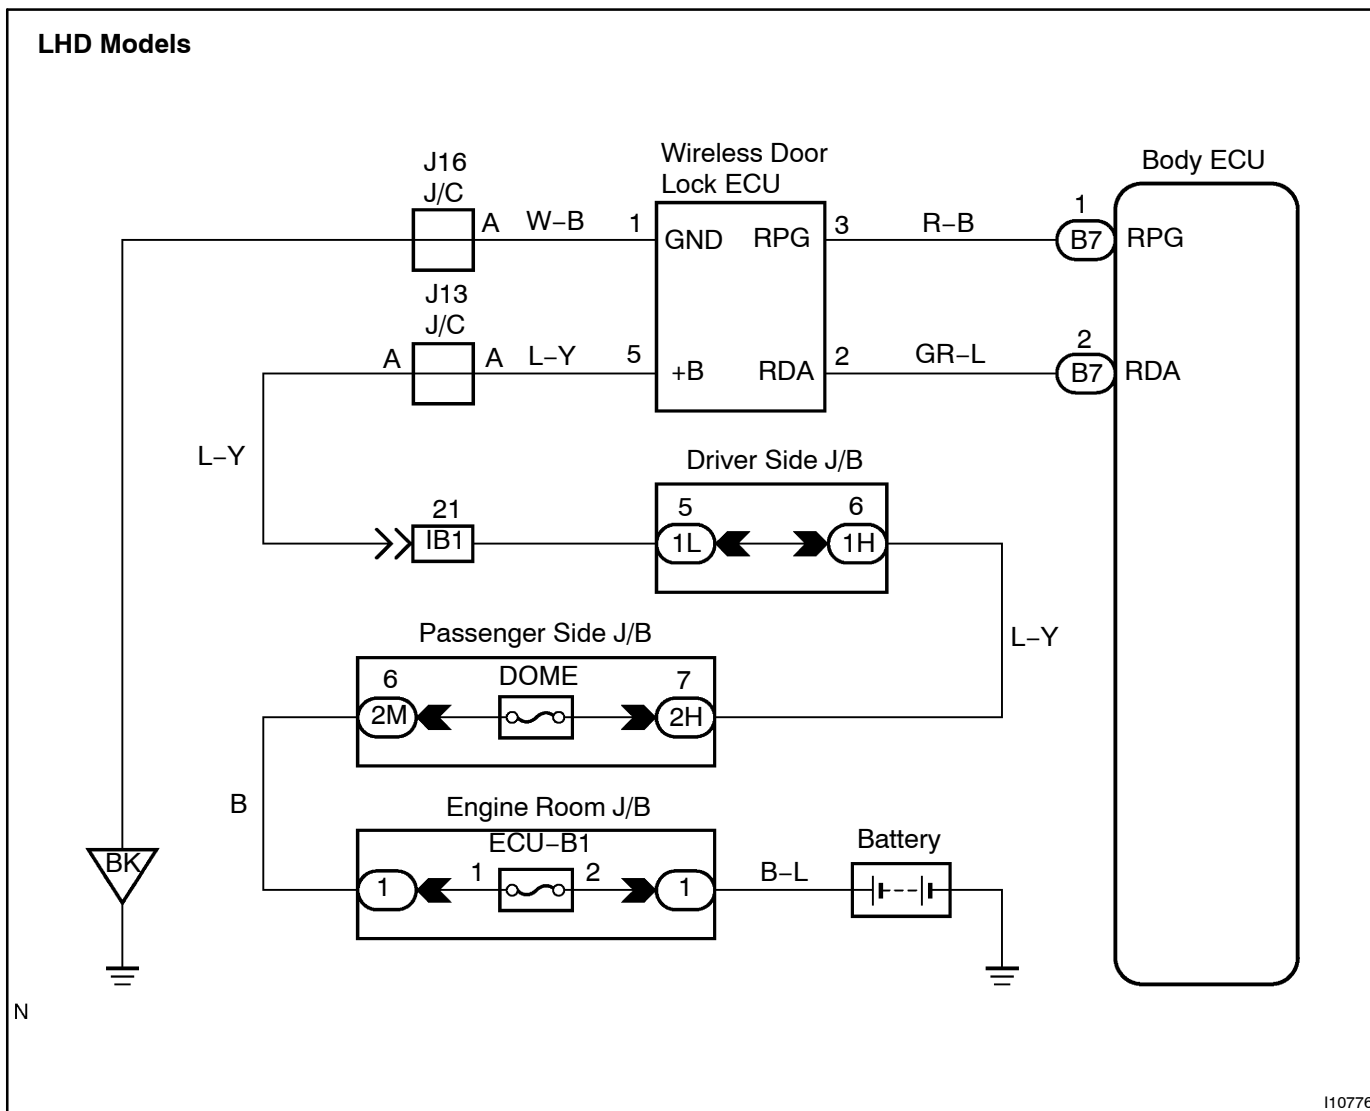 LHD Models
J16
J/C
A
W–B
1
Wireless Door
Lock ECU
GND
RPG
3
R–B
Body ECU
1
B7
RPG
J13
J/C
A
A
L–Y
5
+B
RDA
2
GR–L
2
B7
RDA
L–Y
21
IB1
Driver Side J/B
5
1L
6
1H
L–Y
Passenger Side J/B
6
2M
DOME
7
2H
B
Engine Room J/B
ECU–B1
1
1
2
1
B–L
Battery
BK
N
I10776